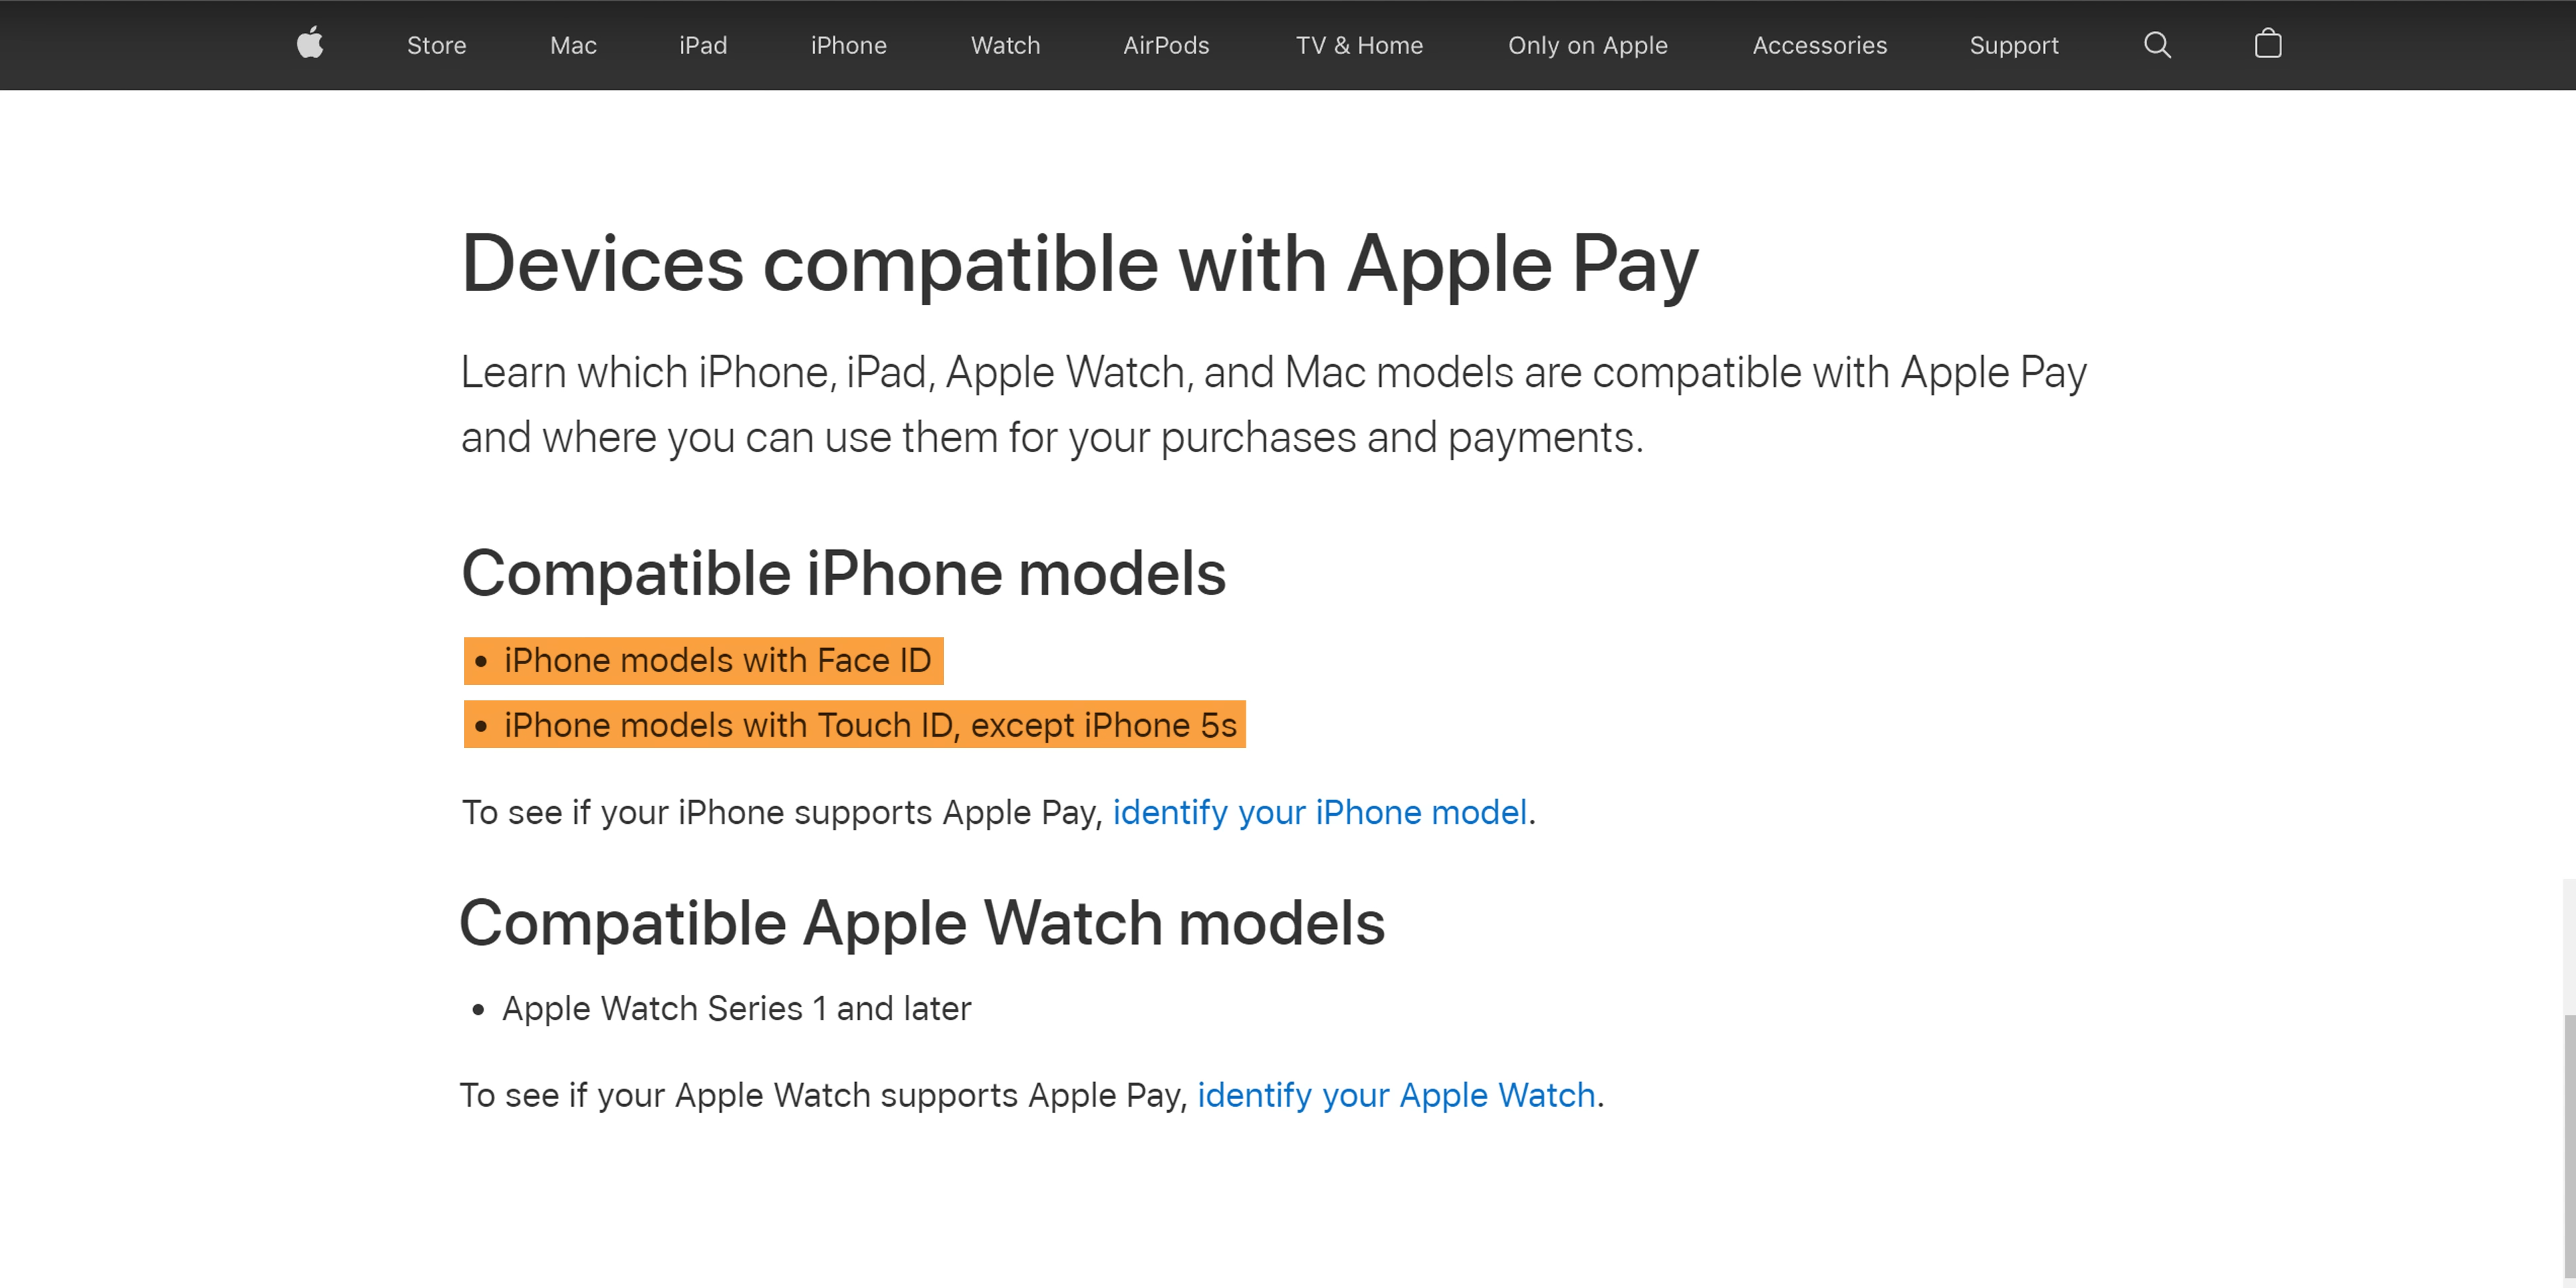 Store Mac iPad iPhone Watch AirPods TV & Home Only on Apple Accessories Support
Devices compatible with Apple Pay
Learn which iPhone, iPad, Apple Watch, and Mac models are compatible with Apple Pay
and where you can use them for your purchases and payments.
Compatible iPhone models
• iPhone models with Face ID
• iPhone models with Touch ID, except iPhone 5s
To see if your iPhone supports Apple Pay, identify your iPhone model.
Compatible Apple Watch models
• Apple Watch Series 1 and later
To see if your Apple Watch supports Apple Pay, identify your Apple Watch.